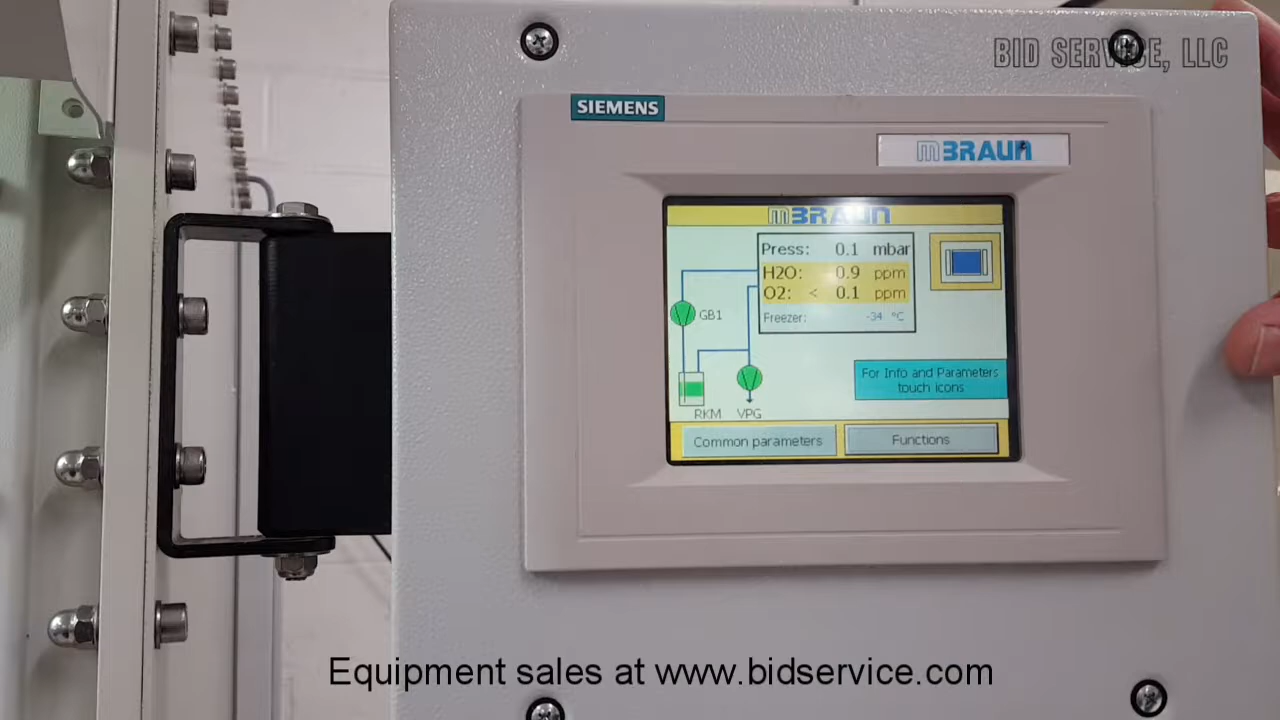 BID SERVICE, LLC
SIEMENS
mBRAUN
mBRAUN
Press: 0.1 mbar
H2O: 0.9 ppm
O2: < 0.1 ppm
Freezer: -34 °C
GB1
For Info and Parameters
touch icons
RKM VPG
Common parameters Functions
Equipment sales at www.bidservice.com